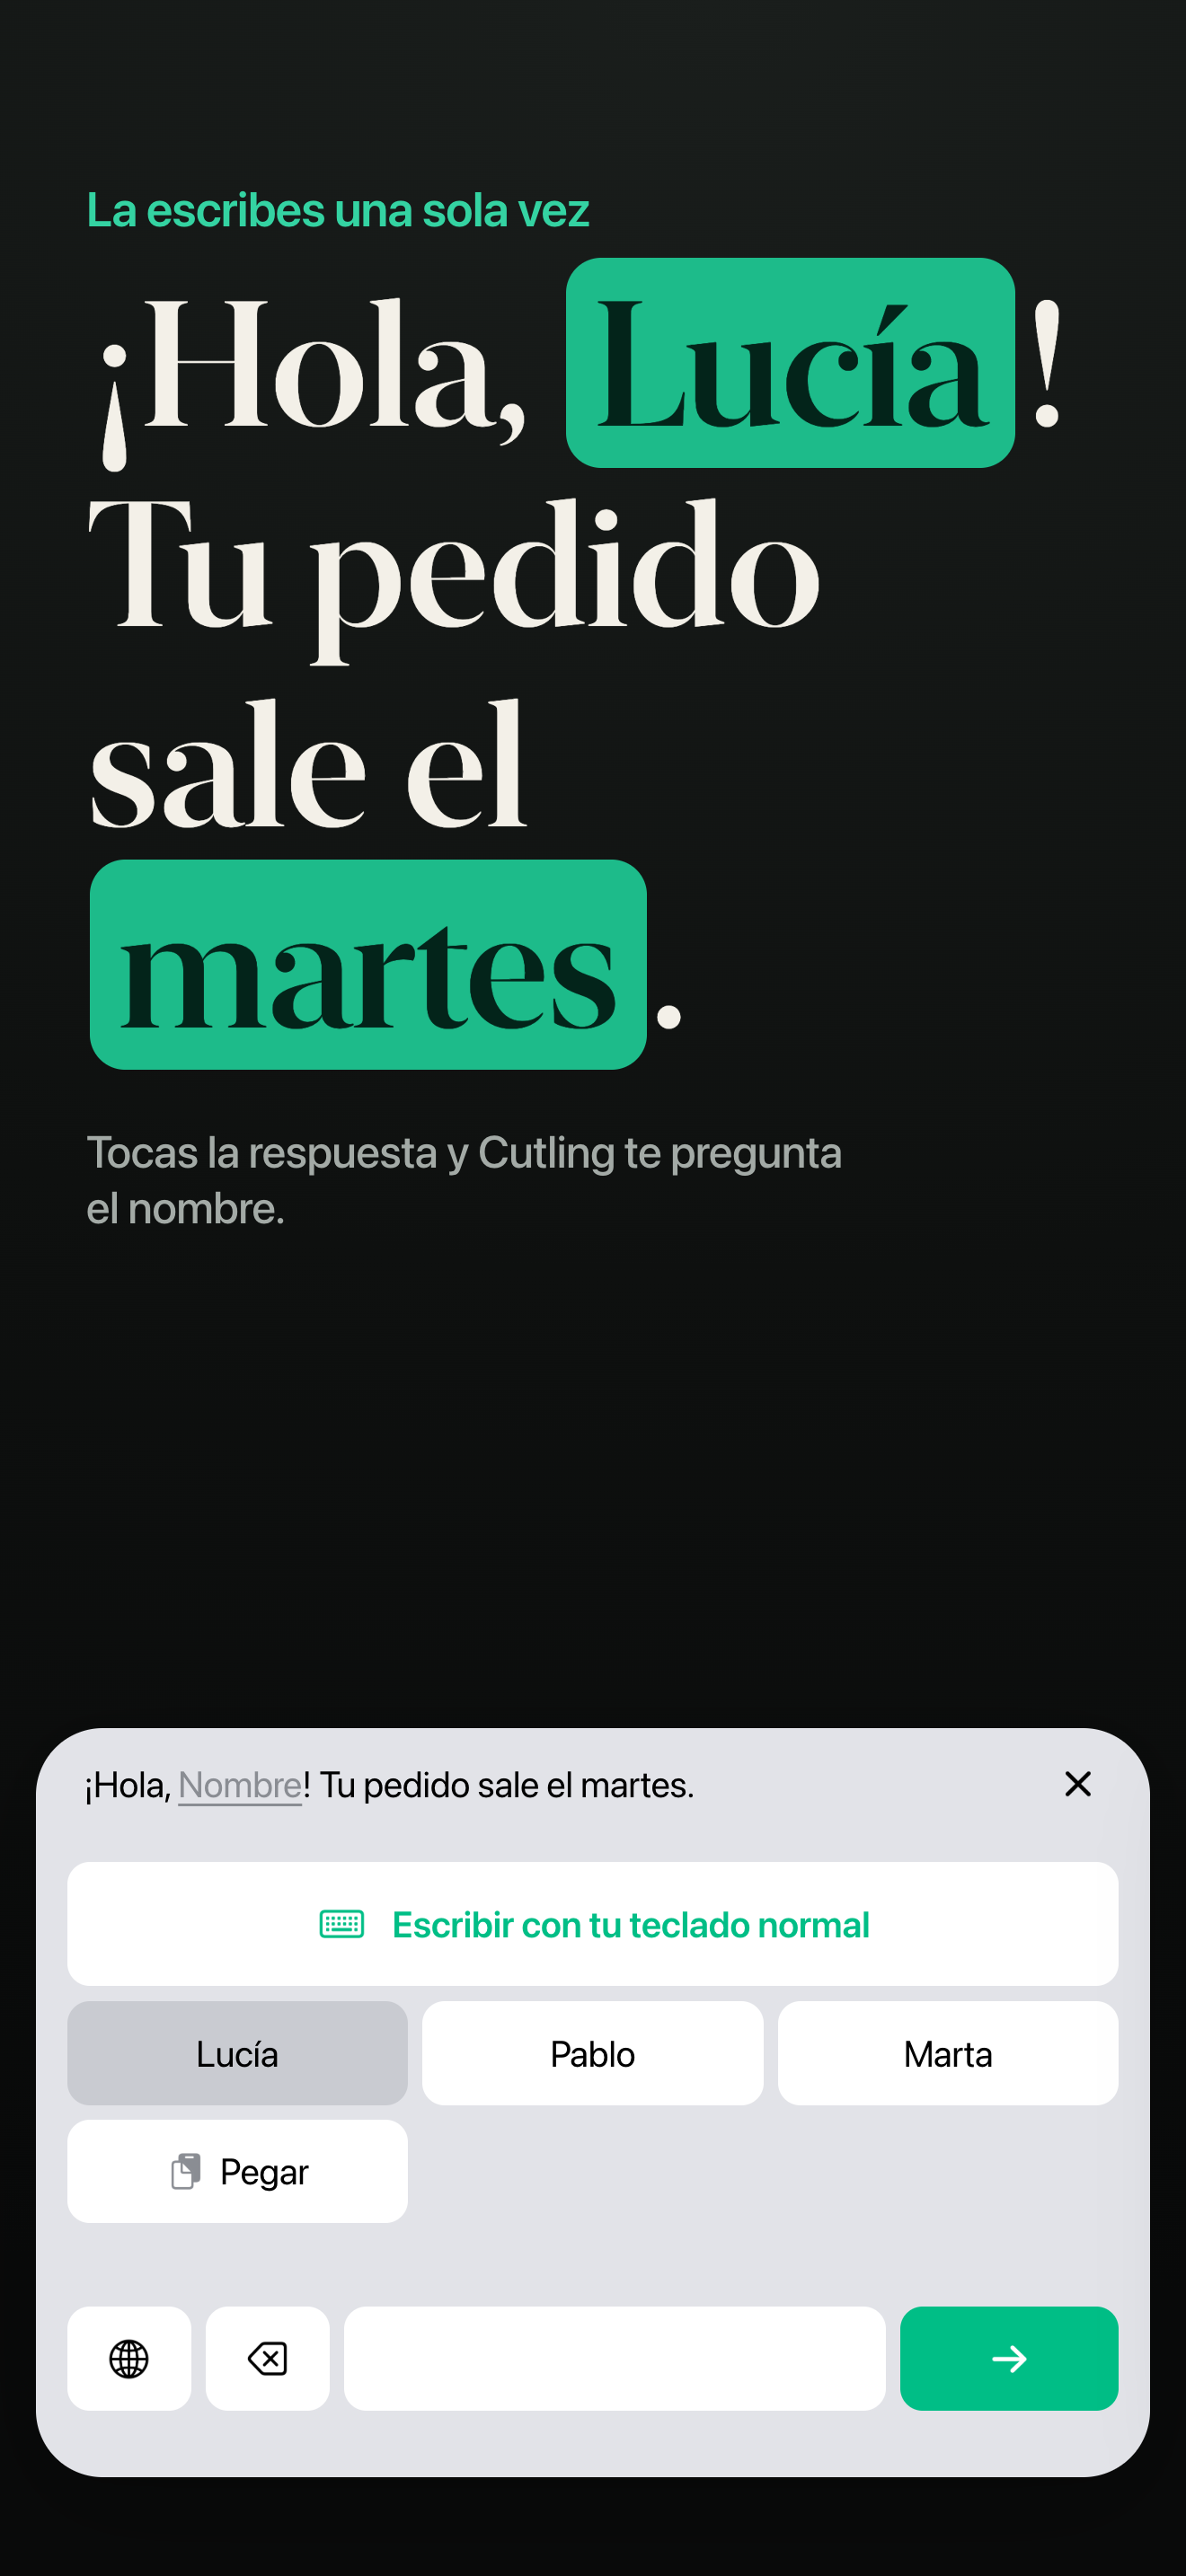 La escribes una sola vez
¡Hola, Lucía!
Tu pedido
sale el
martes.
Tocas la respuesta y Cutling te pregunta
el nombre.
¡Hola, Nombre! Tu pedido sale el martes.
Escribir con tu teclado normal
Lucía
Pablo
Marta
Pegar